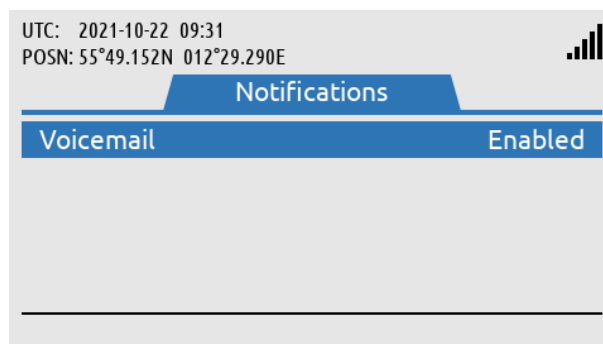 UTC: 2021-10-22 09:31
POSN: 55°49.152N 012°29.290E
Notifications
Voicemail Enabled